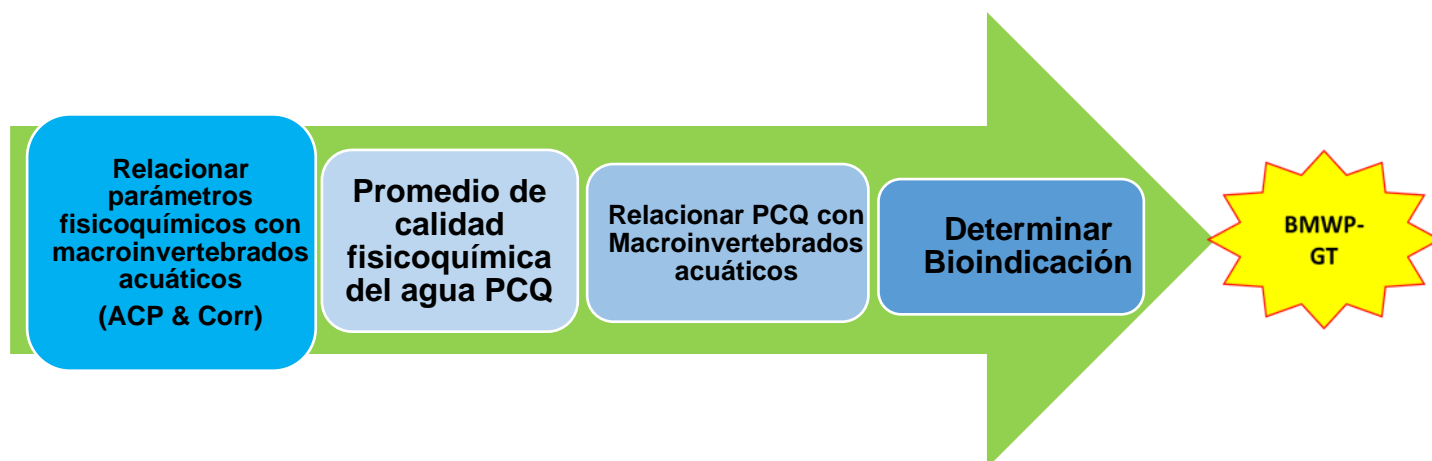 Relacionar
parámetros
fisicoquímicos con
macroinvertebrados
acuáticos
(ACP & Corr)
Promedio de
calidad
fisicoquímica
del agua PCQ
Relacionar PCQ con
Macroinvertebrados
acuáticos
Determinar
Bioindicación
BMWP-
GT